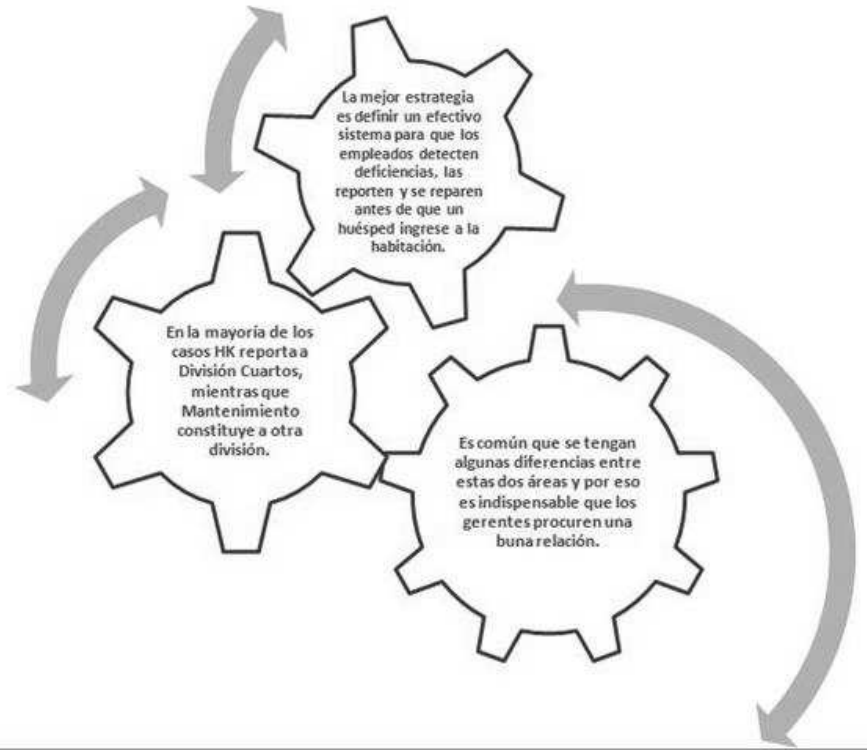 La mejor estrategia
es definir un efectivo
sistema para que los
empleados detecten
deficiencias, las
reporten y se reparen
antes de que un
huésped ingrese a la
habitación.
En la mayoría de los
casos HK reporta a
División Cuartos,
mientras que
Mantenimiento
constituye a otra
división.
Es común que se tengan
algunas diferencias entre
estas dos áreas y por eso
es indispensable que los
gerentes procuren una
buna relación.